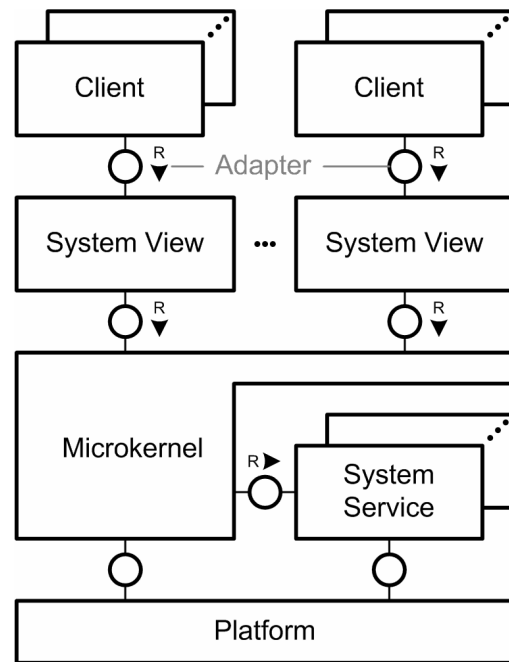 Client
Client
R
Adapter
R
System View
...
System View
R
R
Microkernel
R
System
Service
Platform